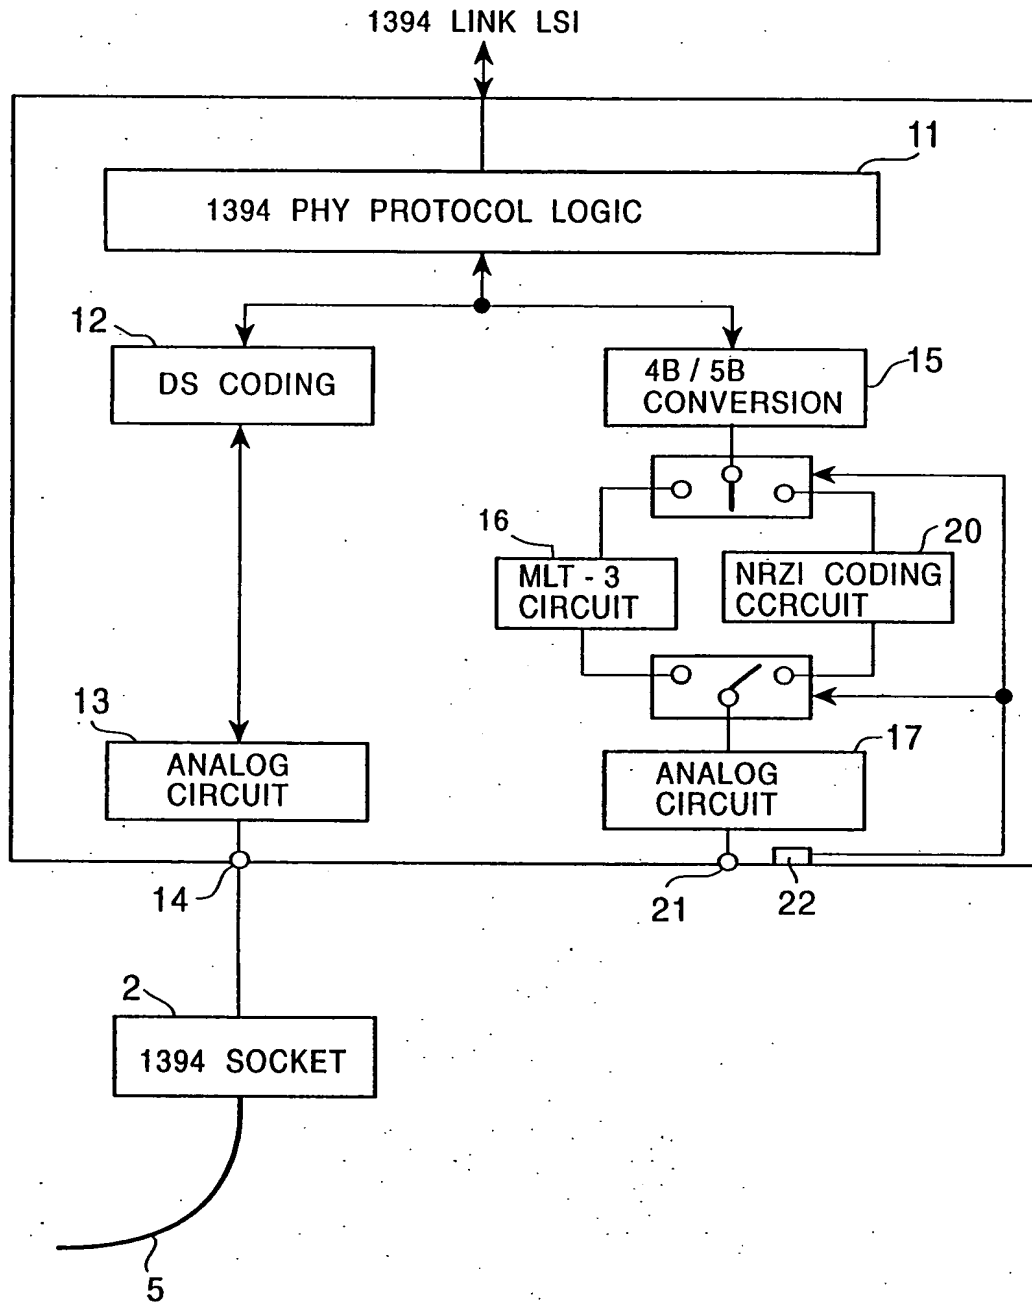 1394 LINK LSI
11
1394 PHY PROTOCOL LOGIC
12
DS CODING
4B / 5B
CONVERSION
15
16
MLT - 3
CIRCUIT
20
NRZI CODING
CCRCUIT
13
ANALOG
CIRCUIT
17
ANALOG
CIRCUIT
14
21
22
2
1394 SOCKET
5